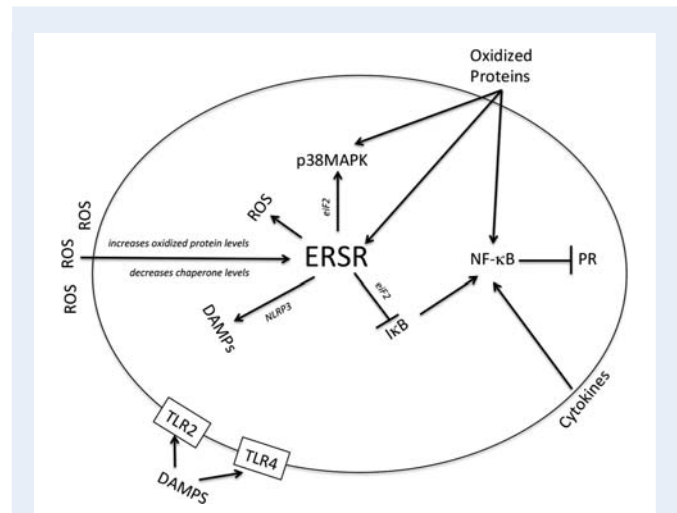 Oxidized
Proteins
p38MAPK
eiF2
ROS
ROS
increases oxidized protein levels
ROS
ERSR
NF-κB
PR
decreases chaperone levels
eiF2
ROS
NLRP3
DAMPs
IκB
Cytokines
TLR2
TLR4
DAMPS